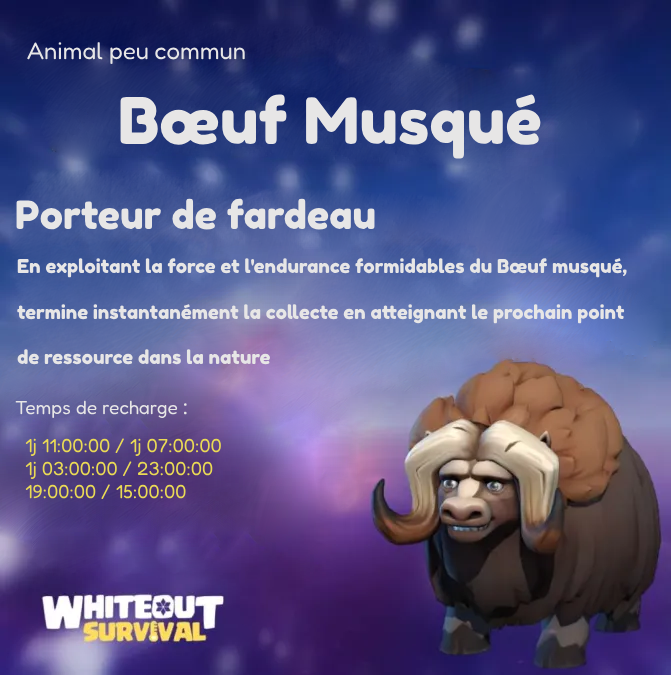 Animal peu commun
Bœuf Musqué
Porteur de fardeau
En exploitant la force et l'endurance formidables du Bœuf musqué,
termine instantanément la collecte en atteignant le prochain point
de ressource dans la nature
Temps de recharge :
1j 11:00:00 / 1j 07:00:00
1j 03:00:00 / 23:00:00
19:00:00 / 15:00:00
WHITEOUT
SURVIVAL